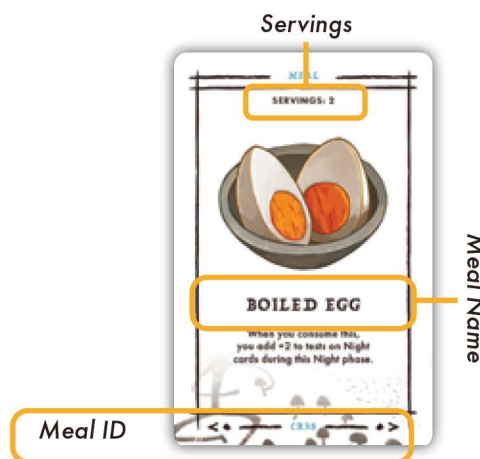 Servings
MEAL
SERVINGS: 2
BOILED EGG
Meal Name
When you consume this,
you add +2 to tests on Night
cards during this Night phase.
Meal ID
CR38